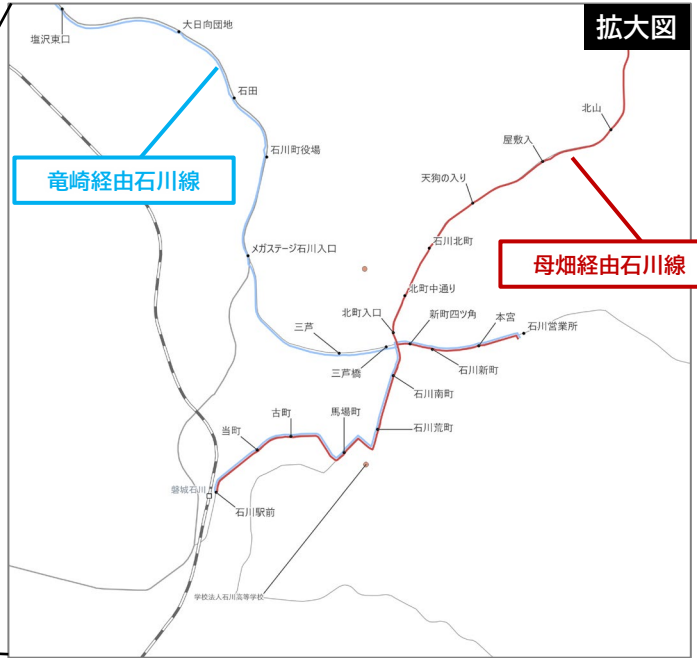 拡大図
塩沢東口
大日向団地
石田
石川町役場
竜崎経由石川線
北山
屋敷入
天狗の入り
石川北町
母畑経由石川線
メガステージ石川入口
北町中通り
北町入口
新町四ツ角
本宮
石川営業所
三芦
三芦橋
石川新町
石川南町
古町
馬場町
当町
石川荒町
磐城石川
石川駅前
学校法人石川高等学校